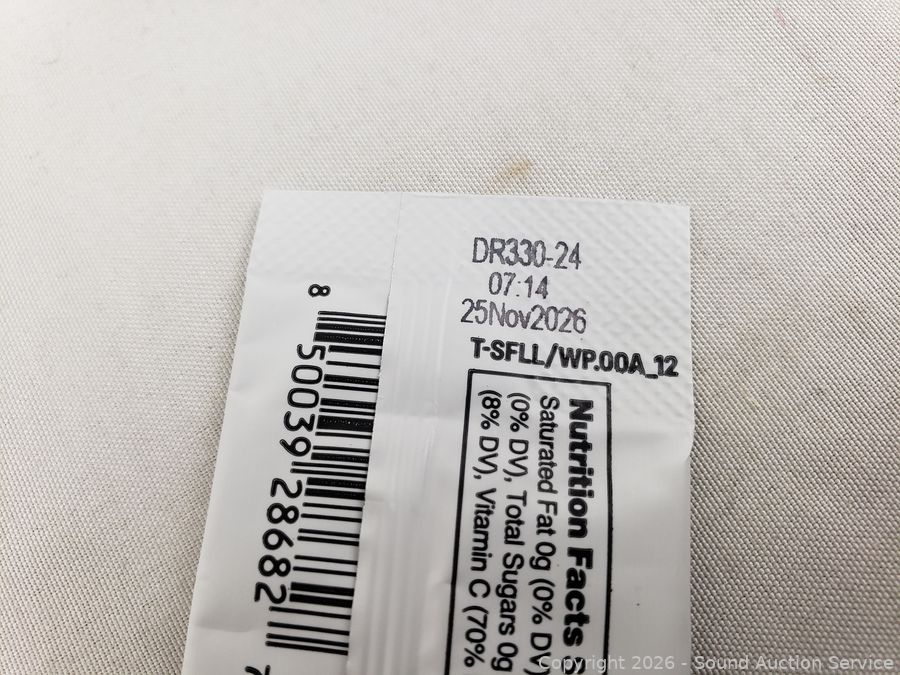 DR330-24
07:14
25Nov2026
T-SFLL/WP.00A_12
Nutrition Facts
Saturated Fat 0g (0% DV)
(0% DV), Total Sugars 0g
(8% DV), Vitamin C (70%
8 50039 28682
Copyright 2026 - Sound Auction Service